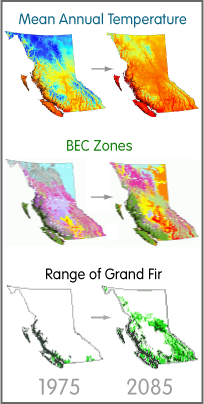 Mean Annual Temperature
BEC Zones
Range of Grand Fir
1975 2085